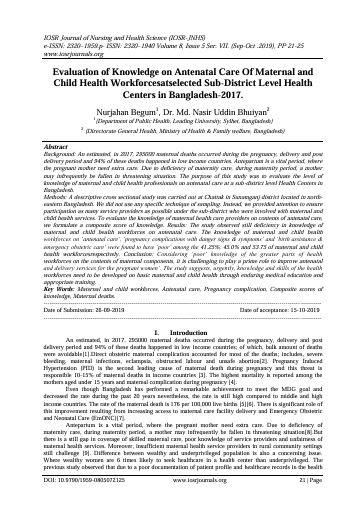 IOSR Journal of Nursing and Health Science (IOSR-JNHS)
e-ISSN: 2320–1959.p- ISSN: 2320–1940 Volume 8, Issue 5 Ser. VII. (Sep-Oct .2019), PP 21-25
www.iosrjournals.org
Evaluation of Knowledge on Antenatal Care Of Maternal and
Child Health Workforcesatselected Sub-District Level Health
Centers in Bangladesh-2017.
Nurjahan Begum1, Dr. Md. Nasir Uddin Bhuiyan2
1(Department of Public Health, Leading University, Sylhet, Bangladesh)
2 (Directorate General Health, Ministry of Health & Family welfare, Bangladesh)
Abstract
Background: An estimated, in 2017, 295000 maternal deaths occurred during the pregnancy, delivery and post
delivery period and 94% of these deaths happened in low income countries. Antepartum is a vital period, where
the pregnant mother need extra care. Due to deficiency of maternity care, during maternity period, a mother
may infrequently be fallen in threatening situation. The purpose of this study was to evaluate the level of
knowledge of maternal and child health professionals on antenatal care at a sub-district level Health Centers in
Bangladesh.
Methods: A descriptive cross sectional study was carried out at Chatak in Sunamganj district located in north-
eastern Bangladesh. We did not use any specific technique of sampling. Instead, we provided attention to ensure
participation as many service providers as possible under the sub-district who were involved with maternal and
child health services. To evaluate the knowledge of maternal health care providers on contents of antenatal care,
we formulate a composite score of knowledge. Results: The study observed still deficiency in knowledge of
maternal and child health workforces on antenatal care. The knowledge of maternal and child health
workforces on 'antenatal care', 'pregnancy complications with danger signs & symptoms' and 'birth assistance of
emergency obstetric care' were found to have 'poor' among the 41.25%, 45.0% and 53.75 of maternal and child
health workforcesrespectively. Conclusion: Considering 'poor' knowledge of the greater parts of health
workforces on the contents of maternal health issues, it is challenging to play a prime role to improve antenatal
and delivery services for the pregnant women'. The study suggests, urgently, knowledge and skills of the health
workforces need to be developed on basic maternal and child health through enduring medical education and
appropriate training.
Key Words: Maternal and child workforces, Antenatal care, Pregnancy complication, Composite scores of
knowledge, Maternal deaths.
Date of Submission: 26-09-2019 Date of acceptance: 15-10-2019
I. Introduction
An estimated, in 2017, 295000 maternal deaths occurred during the pregnancy, delivery and post
delivery period and 94% of these deaths happened in low income countries; of which, bulk amount of deaths
were avoidable[1].Direct obstetric maternal complication accounted for most of the deaths; includes, severe
bleeding, maternal infections, eclampsia, obstructed labour and unsafe abortion[2]. Pregnancy Induced
Hypertension (PID) is the second leading cause of maternal death during pregnancy and this threat is
responsible 10-15% of maternal deaths in income countries [3]. The highest mortality is reported among the
mothers aged under 15 years and maternal complication during pregnancy [4].
Even though Bangladesh has performed a remarkable achievement to meet the MDG goal and
decreased the rate during the past 20 years nevertheless, the rate is still high compared to middle and high
income countries. The rate of maternal death is 176 per 100,000 live births [5][6]. There is significant role of
this improvement resulting from increasing access to maternal care facility delivery and Emergency Obstetric
and Neonatal Care (EmONC)[7].
Antepartum is a vital period, where the pregnant mother need extra care. Due to deficiency of
maternity care, during maternity period, a mother may infrequently be fallen in threatening situation[8].But
there is a still gap in coverage of skilled maternal care, poor knowledge of service providers and unfairness of
maternal health services. Moreover, insufficient maternal health service providers in rural community settings
still challenge [9]. Difference between wealthy and underprivileged population is also a concerning issue.
Where wealthy women are 6 times likely to seek healthcare in a health center than underprivileged. The
previous study observed that due to a poor documentation of patient profile and healthcare records in the health
DOI: 10.9790/1959-0805072125 www.iosrjournals.org 21 | Page